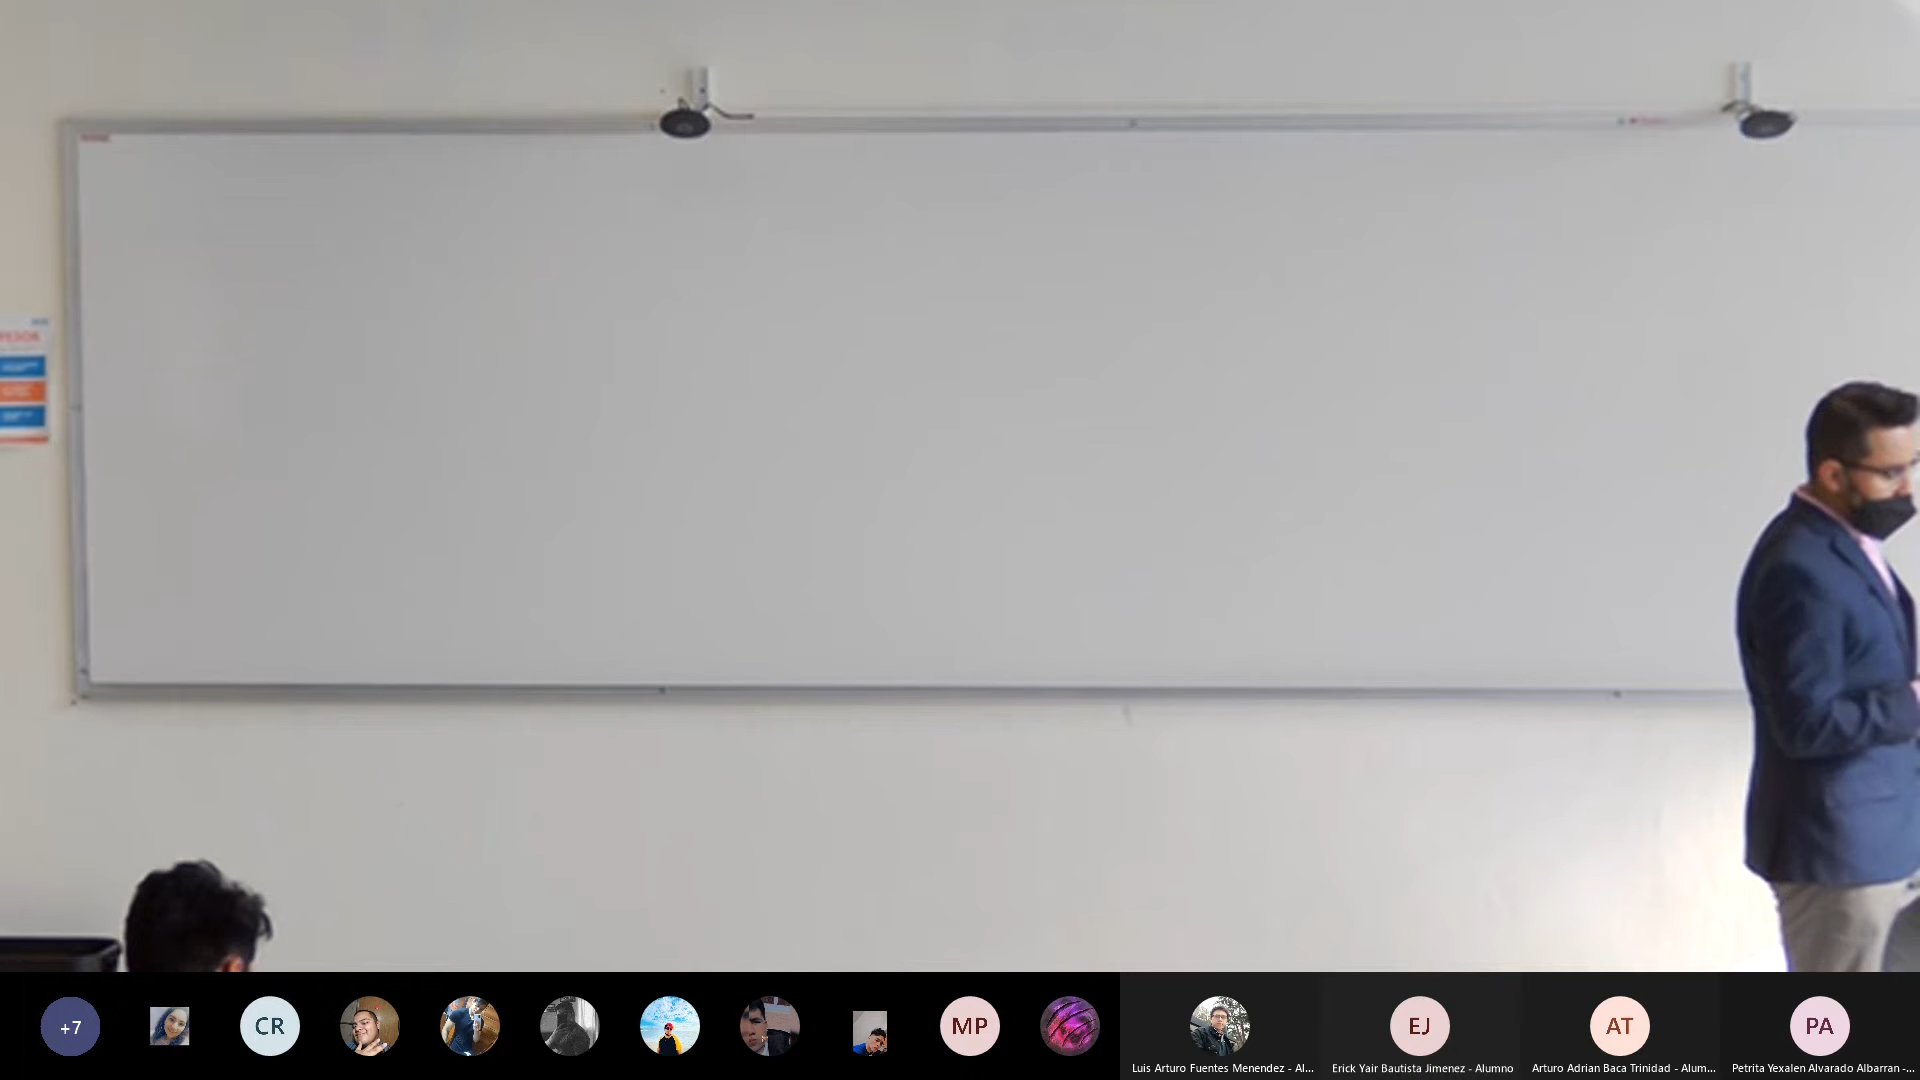 +7
CR
MP
EJ
AT
PA
Luis Arturo Fuentes Menendez - Al...
Erick Yair Bautista Jimenez - Alumno
Arturo Adrian Baca Trinidad - Alum...
Petrita Yexalen Alvarado Albarran -...